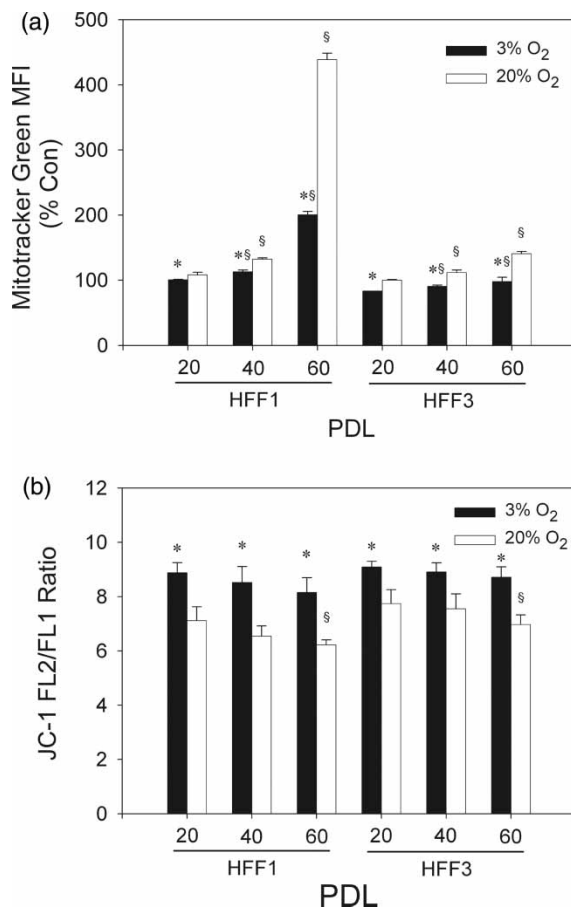 (a)
500
400
300
200
100
0
Mitotracker Green MFI
(% Con)
3% O2
20% O2
* *§ § *§ § * *§ § *§ §
20 40 60 20 40 60
HFF1 HFF3
PDL
(b)
12
10
8
6
4
2
0
JC-1 FL2/FL1 Ratio
3% O2
20% O2
* * * § * * * §
20 40 60 20 40 60
HFF1 HFF3
PDL